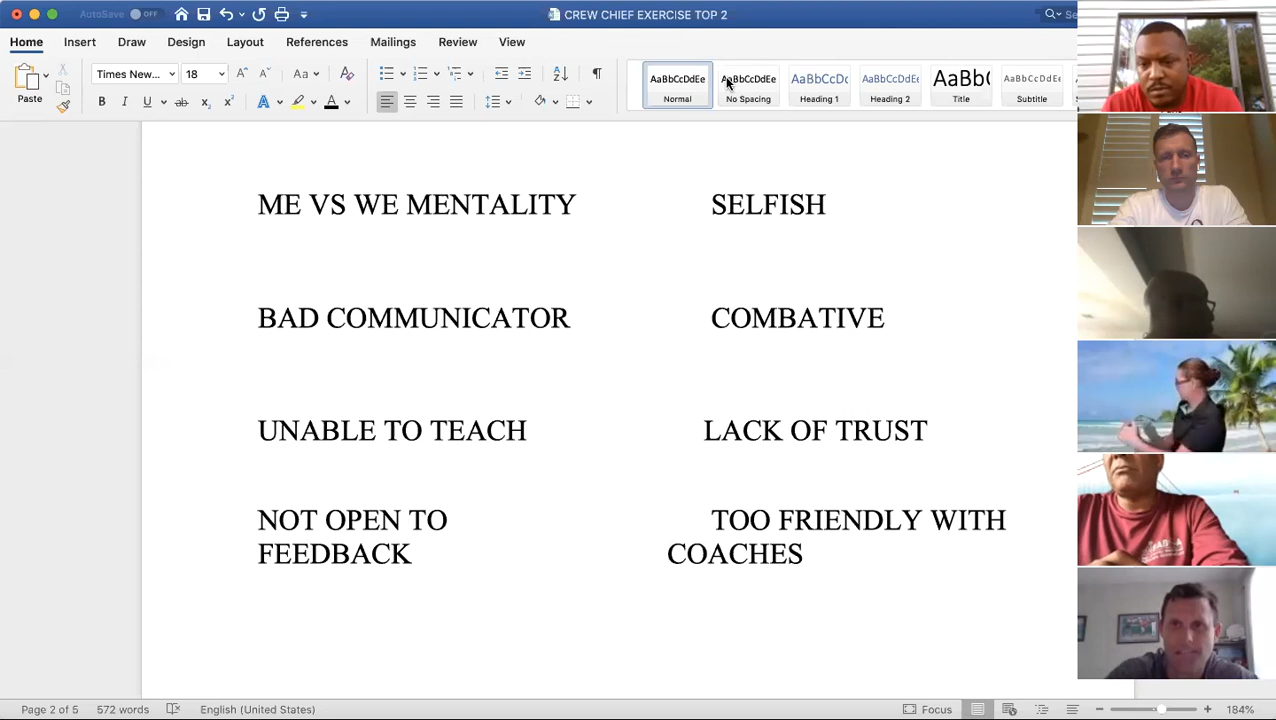 CREW CHIEF EXERCISE TOP 2
AutoSave OFF
Home Insert Draw Design Layout References Mailings Review View
Paste
Times New... 18
AaBbCcDdEe AaBbCcDdEe AaBbCcDc AaBbCcDdEe AaBb( AaBbCcDdEe
Normal No Spacing Heading 1 Heading 2 Title Subtitle
ME VS WE MENTALITY SELFISH
BAD COMMUNICATOR COMBATIVE
UNABLE TO TEACH LACK OF TRUST
NOT OPEN TO TOO FRIENDLY WITH
FEEDBACK COACHES
Page 2 of 5 572 words English (United States) Focus 184%